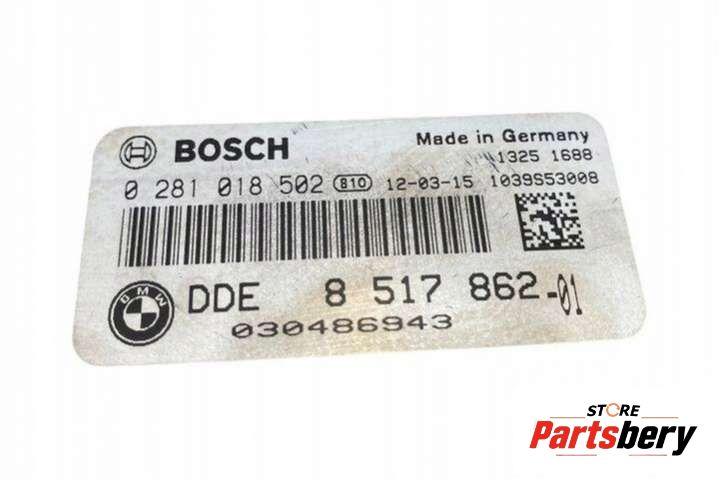 BOSCH Made in Germany
1325 1688
0 281 018 502 810 12-03-15 1039S53008
BMW DDE 8 517 862-01
030486943
STORE
Partsbery